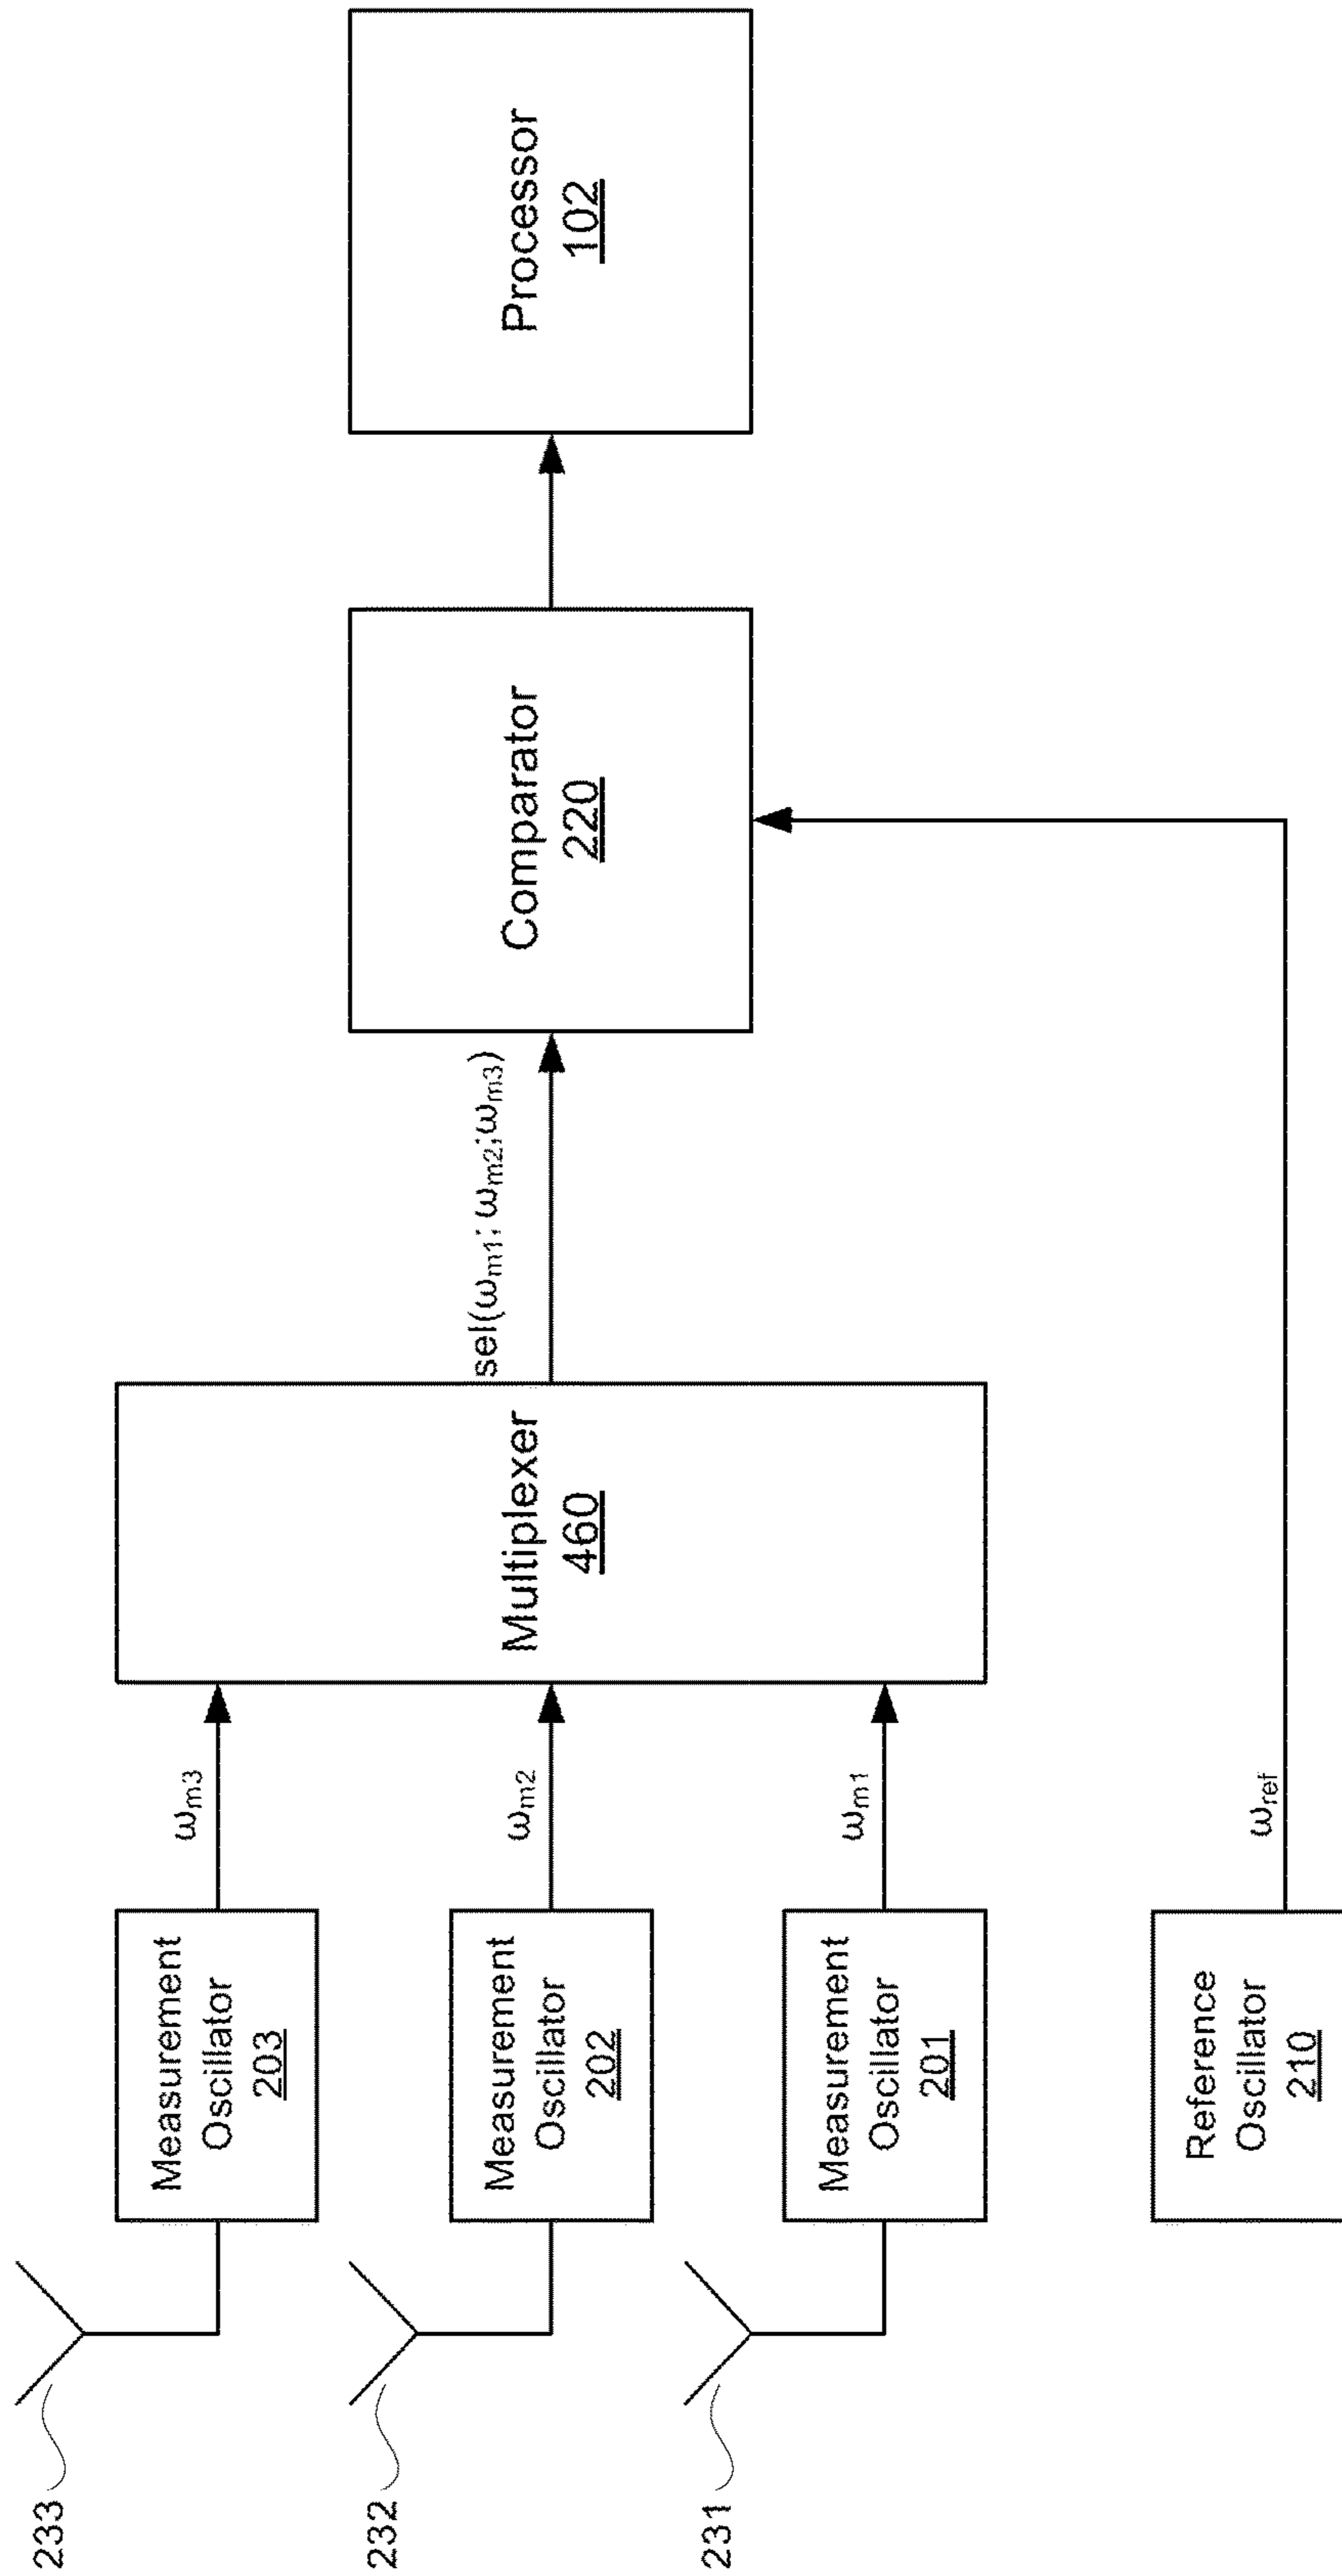 233
Measurement
Oscillator
203
ωm3
232
Measurement
Oscillator
202
ωm2
231
Measurement
Oscillator
201
ωm1
Multiplexer
460
sel(ωm1; ωm2;ωm3)
Comparator
220
Processor
102
Reference
Oscillator
210
ωref